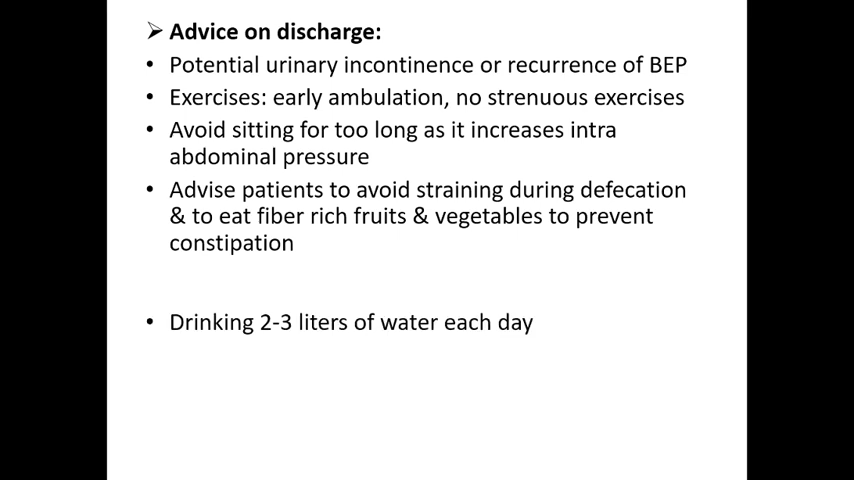 ➢ Advice on discharge:
• Potential urinary incontinence or recurrence of BEP
• Exercises: early ambulation, no strenuous exercises
• Avoid sitting for too long as it increases intra
abdominal pressure
• Advise patients to avoid straining during defecation
& to eat fiber rich fruits & vegetables to prevent
constipation
• Drinking 2-3 liters of water each day